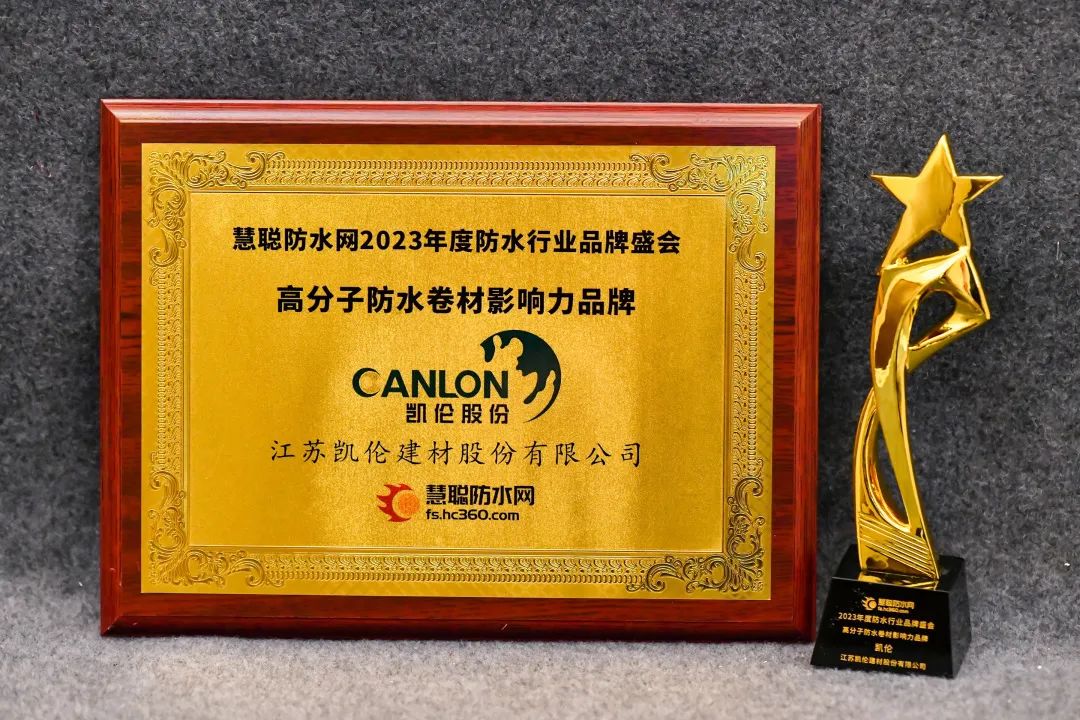 慧聪防水网2023年度防水行业品牌盛会
高分子防水卷材影响力品牌
CANLON
凯伦股份
江苏凯伦建材股份有限公司
慧聪防水网
fs.hc360.com
慧聪防水网
fs.hc360.com
2023年度防水行业品牌盛会
高分子防水卷材影响力品牌
凯伦
江苏凯伦建材股份有限公司